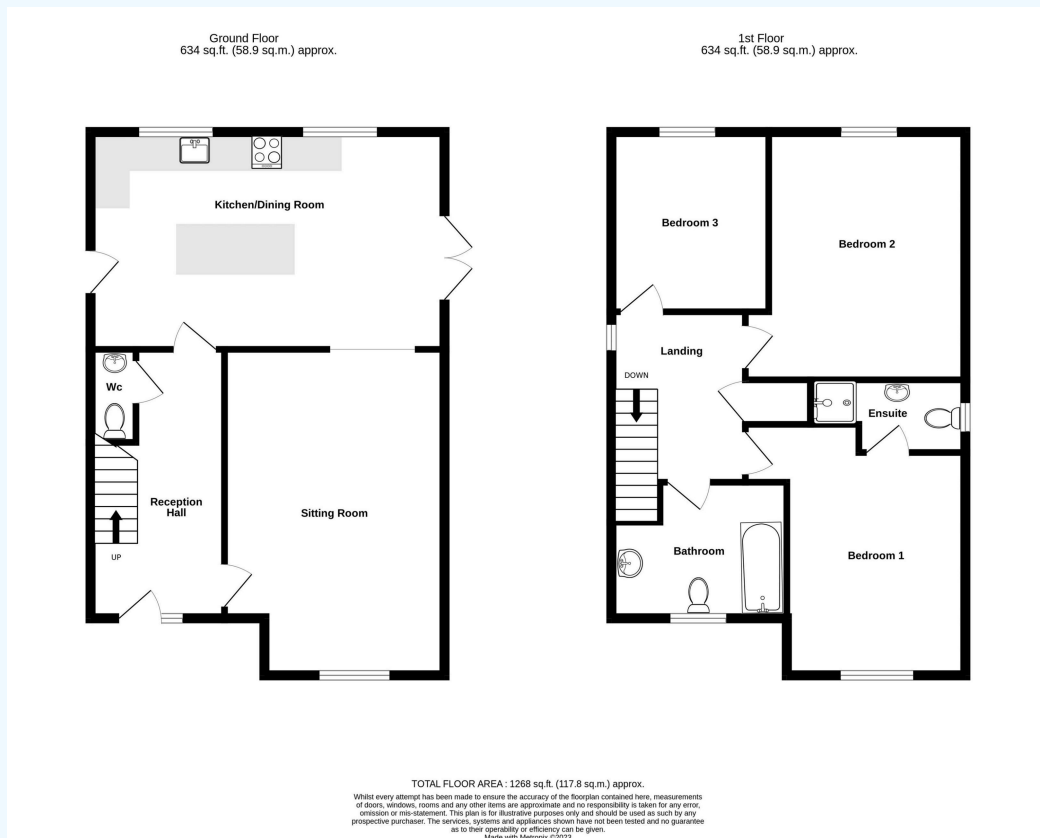 Ground Floor
634 sq.ft. (58.9 sq.m.) approx.
1st Floor
634 sq.ft. (58.9 sq.m.) approx.
Kitchen/Dining Room
Wc
Reception
Hall
UP
Sitting Room
Bedroom 3
Bedroom 2
Landing
DOWN
Ensuite
Bathroom
Bedroom 1
TOTAL FLOOR AREA : 1268 sq.ft. (117.8 sq.m.) approx.
Whilst every attempt has been made to ensure the accuracy of the floorplan contained here, measurements
of doors, windows, rooms and any other items are approximate and no responsibility is taken for any error,
omission or mis-statement. This plan is for illustrative purposes only and should be used as such by any
prospective purchaser. The services, systems and appliances shown have not been tested and no guarantee
as to their operability or efficiency can be given.
Made with Metropix ©2023